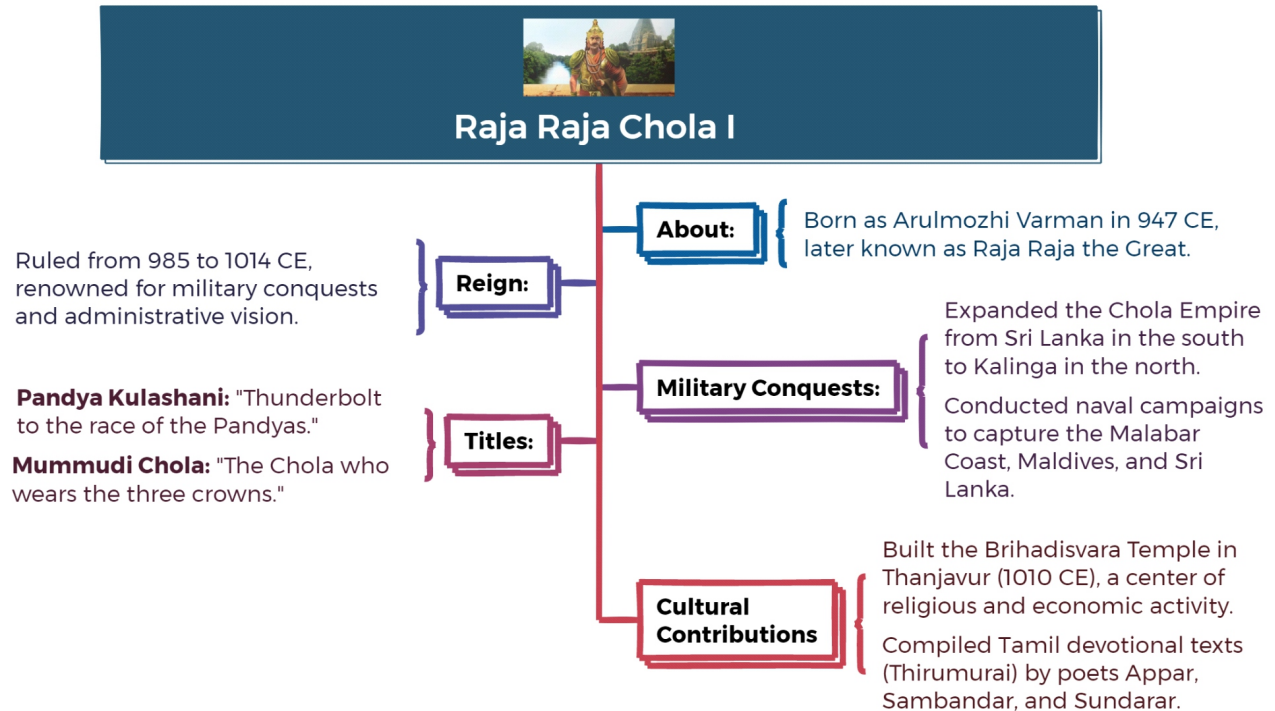 Raja Raja Chola I
About:
Born as Arulmozhi Varman in 947 CE,
later known as Raja Raja the Great.
Reign:
Ruled from 985 to 1014 CE,
renowned for military conquests
and administrative vision.
Military Conquests:
Expanded the Chola Empire
from Sri Lanka in the south
to Kalinga in the north.
Conducted naval campaigns
to capture the Malabar
Coast, Maldives, and Sri
Lanka.
Titles:
Pandya Kulashani: "Thunderbolt
to the race of the Pandyas."
Mummudi Chola: "The Chola who
wears the three crowns."
Cultural
Contributions
Built the Brihadisvara Temple in
Thanjavur (1010 CE), a center of
religious and economic activity.
Compiled Tamil devotional texts
(Thirumurai) by poets Appar,
Sambandar, and Sundarar.